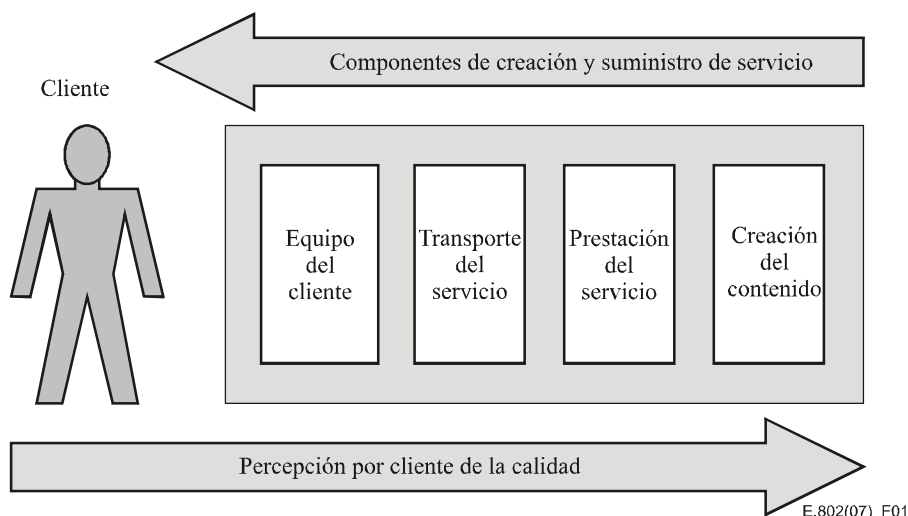 Componentes de creación y suministro de servicio
Cliente
Equipo
del
cliente
Transporte
del
servicio
Prestación
del
servicio
Creación
del
contenido
Percepción por cliente de la calidad
E.802(07)_F01